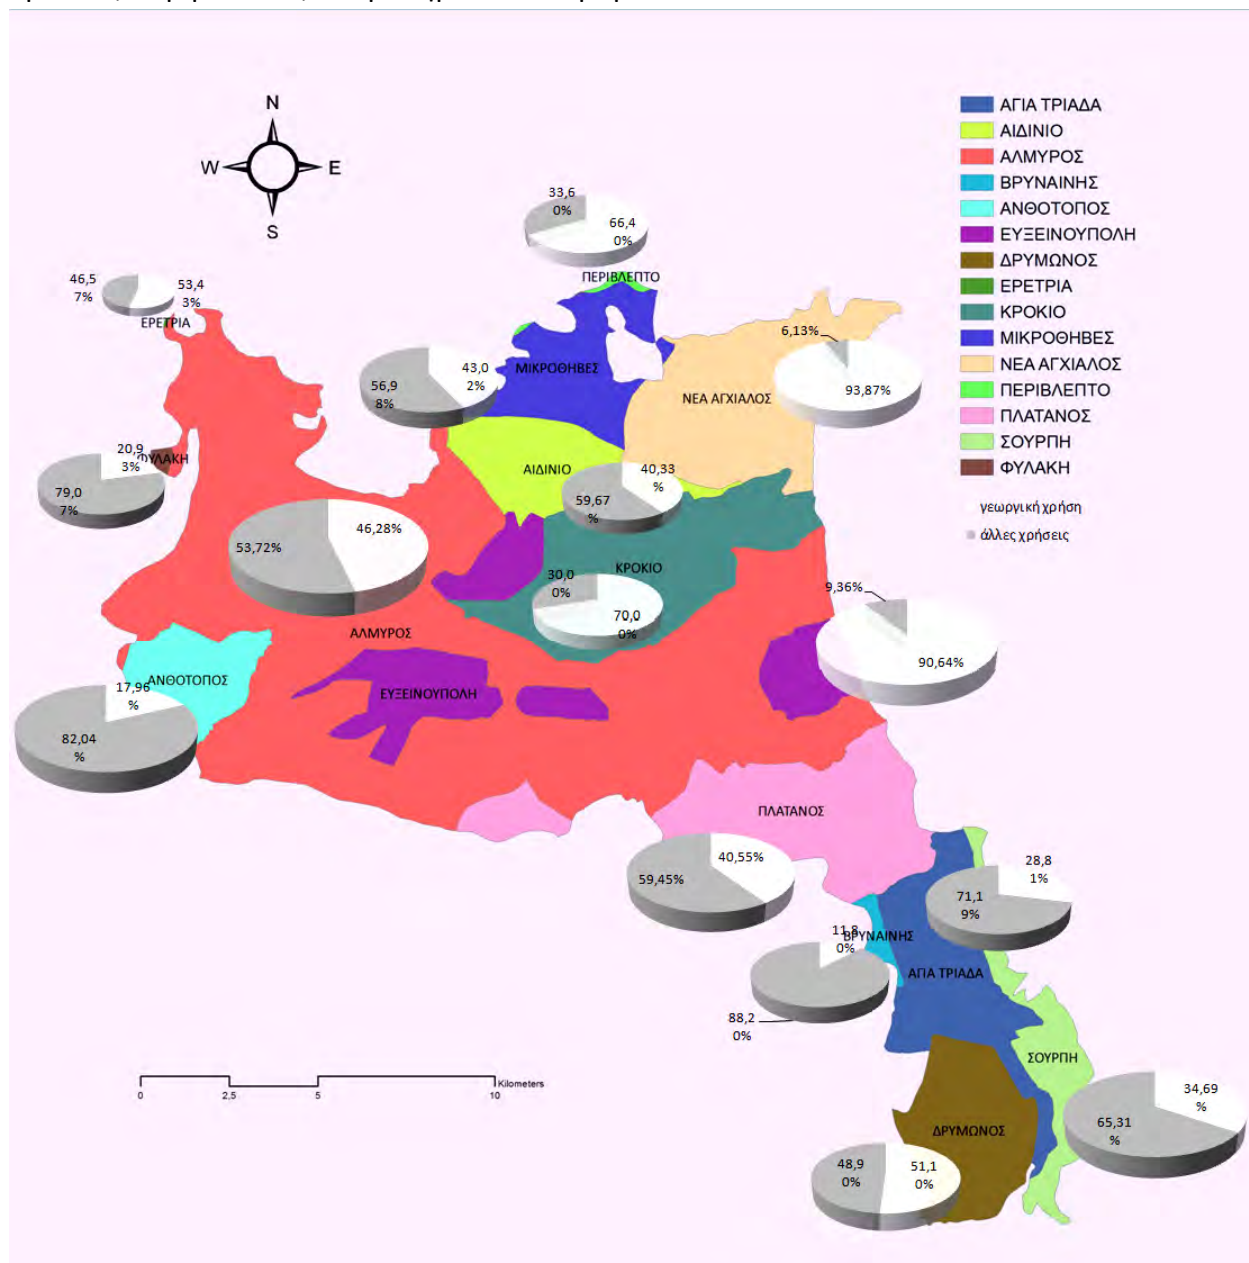 N
W
E
S
ΑΓΙΑ ΤΡΙΑΔΑ
ΑΙΔΙΝΙΟ
ΑΛΜΥΡΟΣ
ΒΡΥΝΑΙΝΗΣ
ΑΝΘΟΤΟΠΟΣ
ΕΥΞΕΙΝΟΥΠΟΛΗ
ΔΡΥΜΩΝΟΣ
ΕΡΕΤΡΙΑ
ΚΡΟΚΙΟ
ΜΙΚΡΟΘΗΒΕΣ
ΝΕΑ ΑΓΧΙΑΛΟΣ
ΠΕΡΙΒΛΕΠΤΟ
ΠΛΑΤΑΝΟΣ
ΣΟΥΡΠΗ
ΦΥΛΑΚΗ
γεωργική χρήση
άλλες χρήσεις
33,6
0%
66,4
0%
ΠΕΡΙΒΛΕΠΤΟ
46,5
7%
53,4
3%
ΕΡΕΤΡΙΑ
6,13%
93,87%
ΝΕΑ ΑΓΧΙΑΛΟΣ
ΜΙΚΡΟΘΗΒΕΣ
43,0
2%
56,9
8%
20,9
3%
ΦΥΛΑΚΗ
79,0
7%
ΑΙΔΙΝΙΟ
40,33
%
59,67
%
46,28%
53,72%
ΚΡΟΚΙΟ
30,0
0%
70,0
0%
9,36%
90,64%
ΑΛΜΥΡΟΣ
ΑΝΘΟΤΟΠΟΣ
17,96
%
82,04
%
ΕΥΞΕΙΝΟΥΠΟΛΗ
ΠΛΑΤΑΝΟΣ
40,55%
59,45%
28,8
1%
71,1
9%
11,8
0%
ΒΡΥΝΑΙΝΗΣ
88,2
0%
ΑΓΙΑ ΤΡΙΑΔΑ
ΣΟΥΡΠΗ
34,69
%
65,31
%
ΔΡΥΜΩΝΟΣ
48,9
0%
51,1
0%
Kilometers
0
2,5
5
10